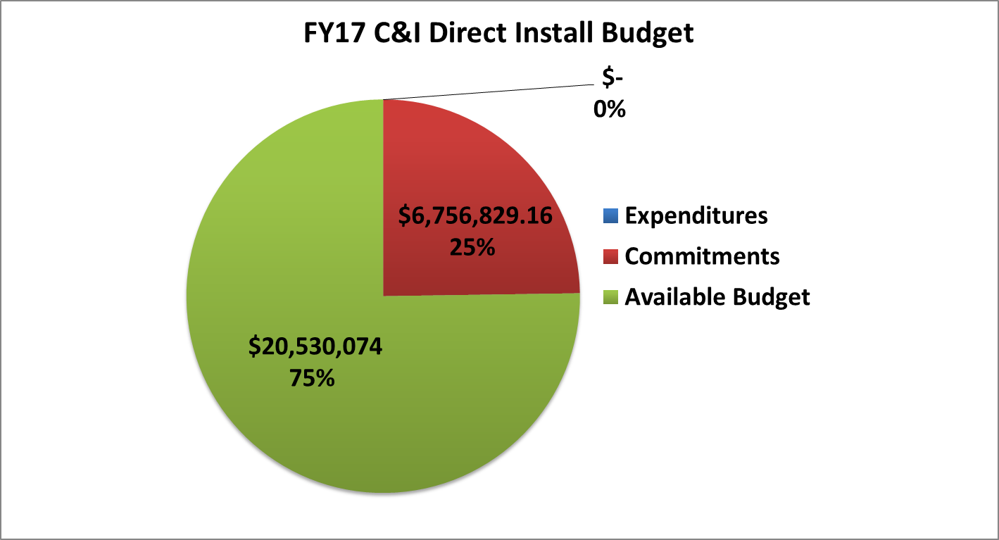 FY17 C&I Direct Install Budget
$-
0%
$6,756,829.16
25%
$20,530,074
75%
Expenditures
Commitments
Available Budget